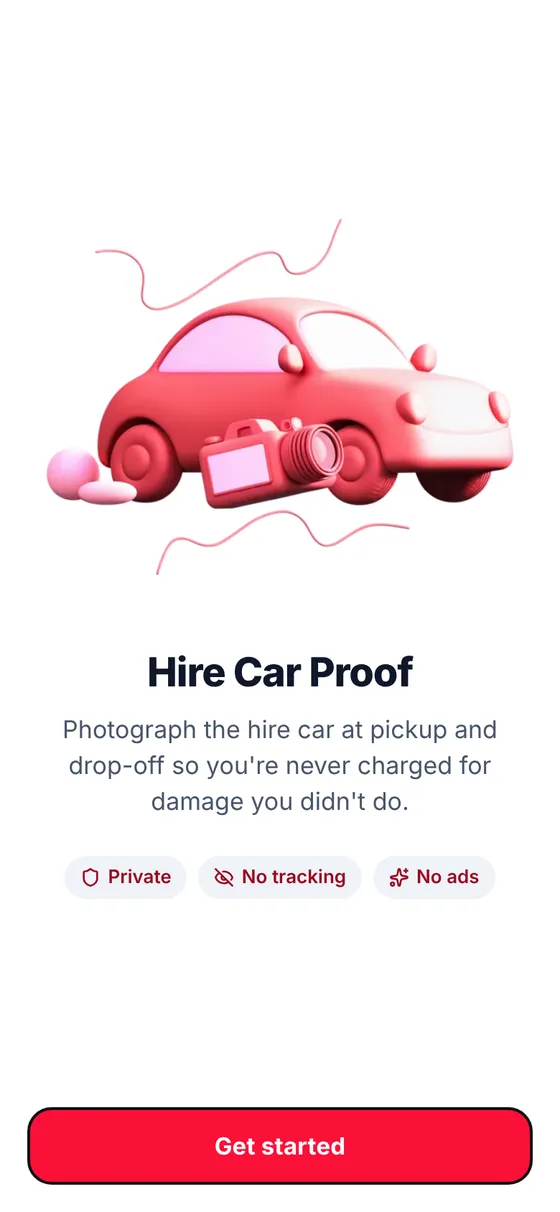 Hire Car Proof
Photograph the hire car at pickup and
drop-off so you're never charged for
damage you didn't do.
Private
No tracking
No ads
Get started